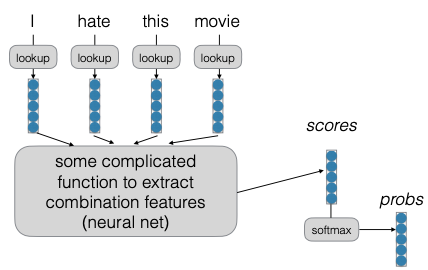 I hate this movie
lookup lookup lookup lookup
scores
some complicated
function to extract
combination features
(neural net)
probs
softmax